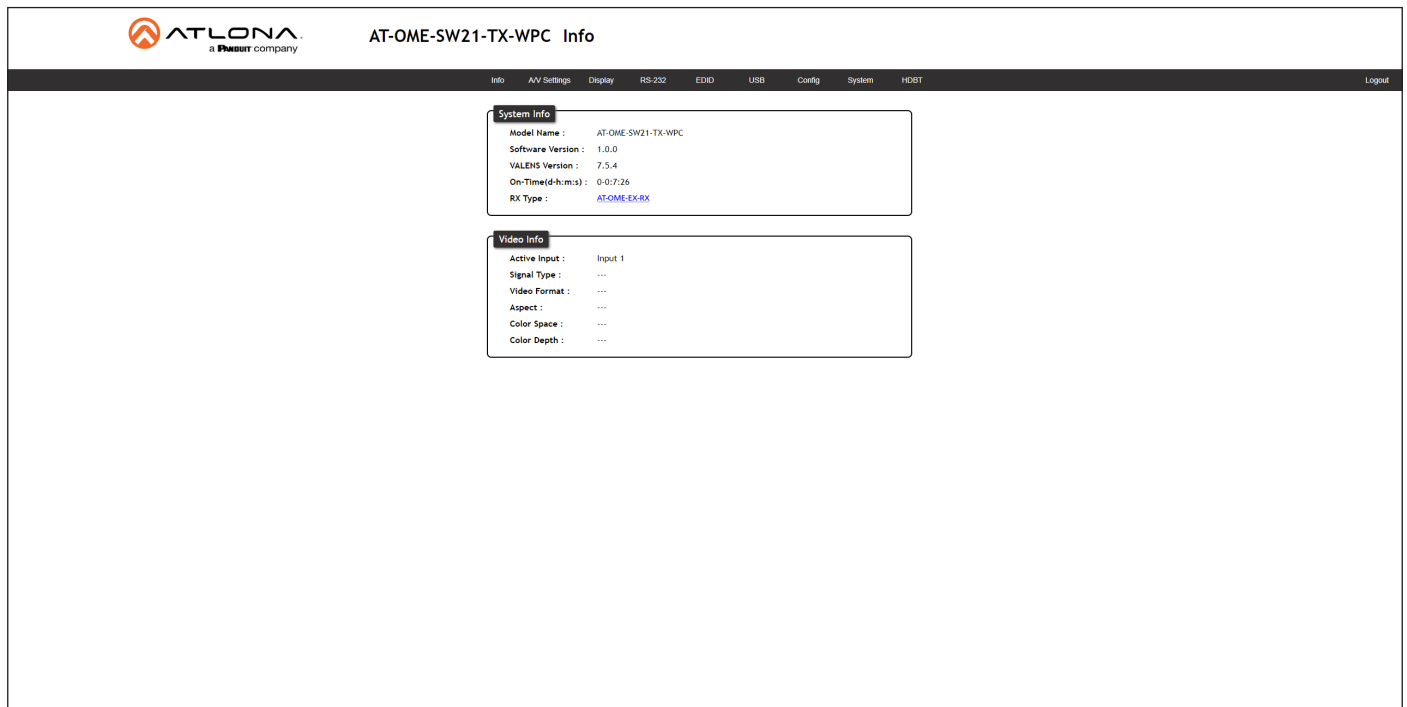 ATLONA.
a PANDUIT company
AT-OME-SW21-TX-WPC Info
Info A/V Settings Display RS-232 EDID USB Config System HDBT Logout
System Info
Model Name : AT-OME-SW21-TX-WPC
Software Version : 1.0.0
VALENS Version : 7.5.4
On-Time(d-h:m:s) : 0-0:7:26
RX Type : AT-OME-EX-RX
Video Info
Active Input : Input 1
Signal Type : ---
Video Format : ---
Aspect : ---
Color Space : ---
Color Depth : ---